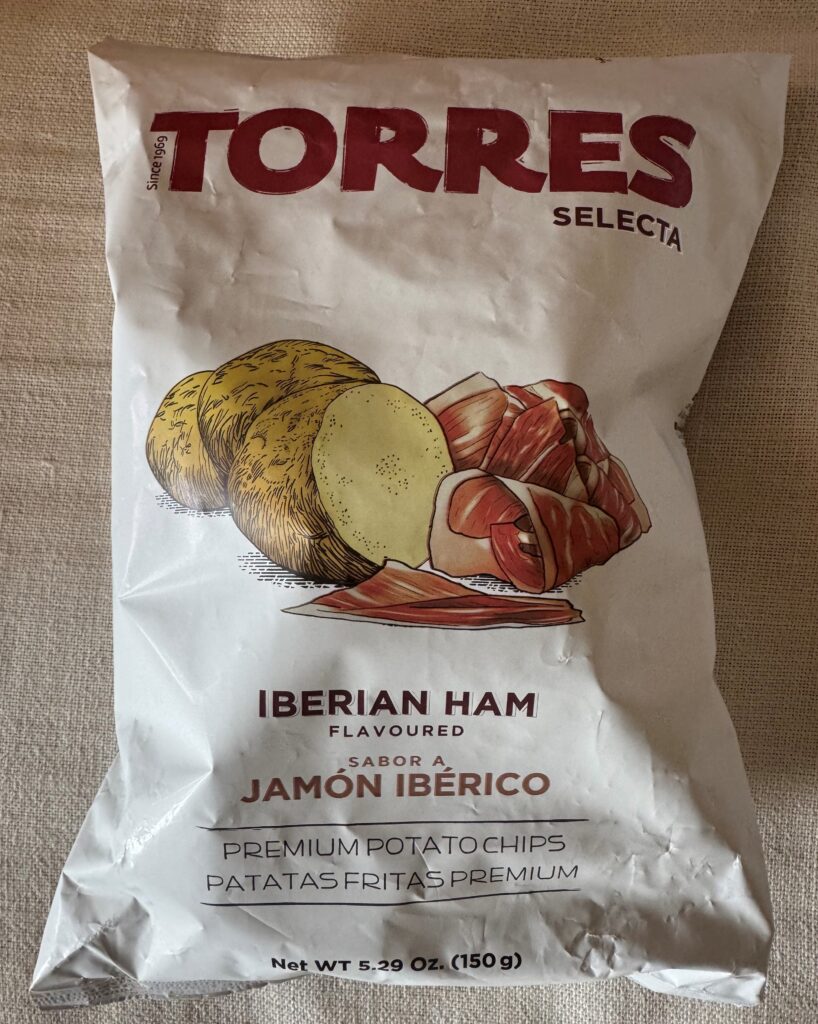 Since 1969
TORRES
SELECTA
IBERIAN HAM
FLAVOURED
SABOR A
JAMÓN IBÉRICO
PREMIUM POTATO CHIPS
PATATAS FRITAS PREMIUM
Net WT 5.29 Oz. (150 g)